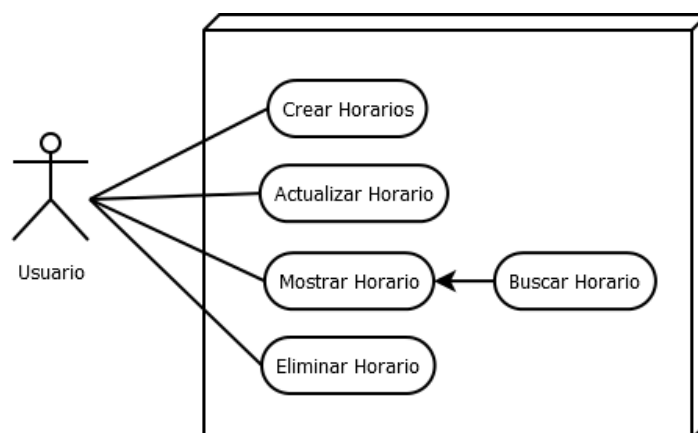 Crear Horarios
Actualizar Horario
Usuario
Mostrar Horario
Buscar Horario
Eliminar Horario